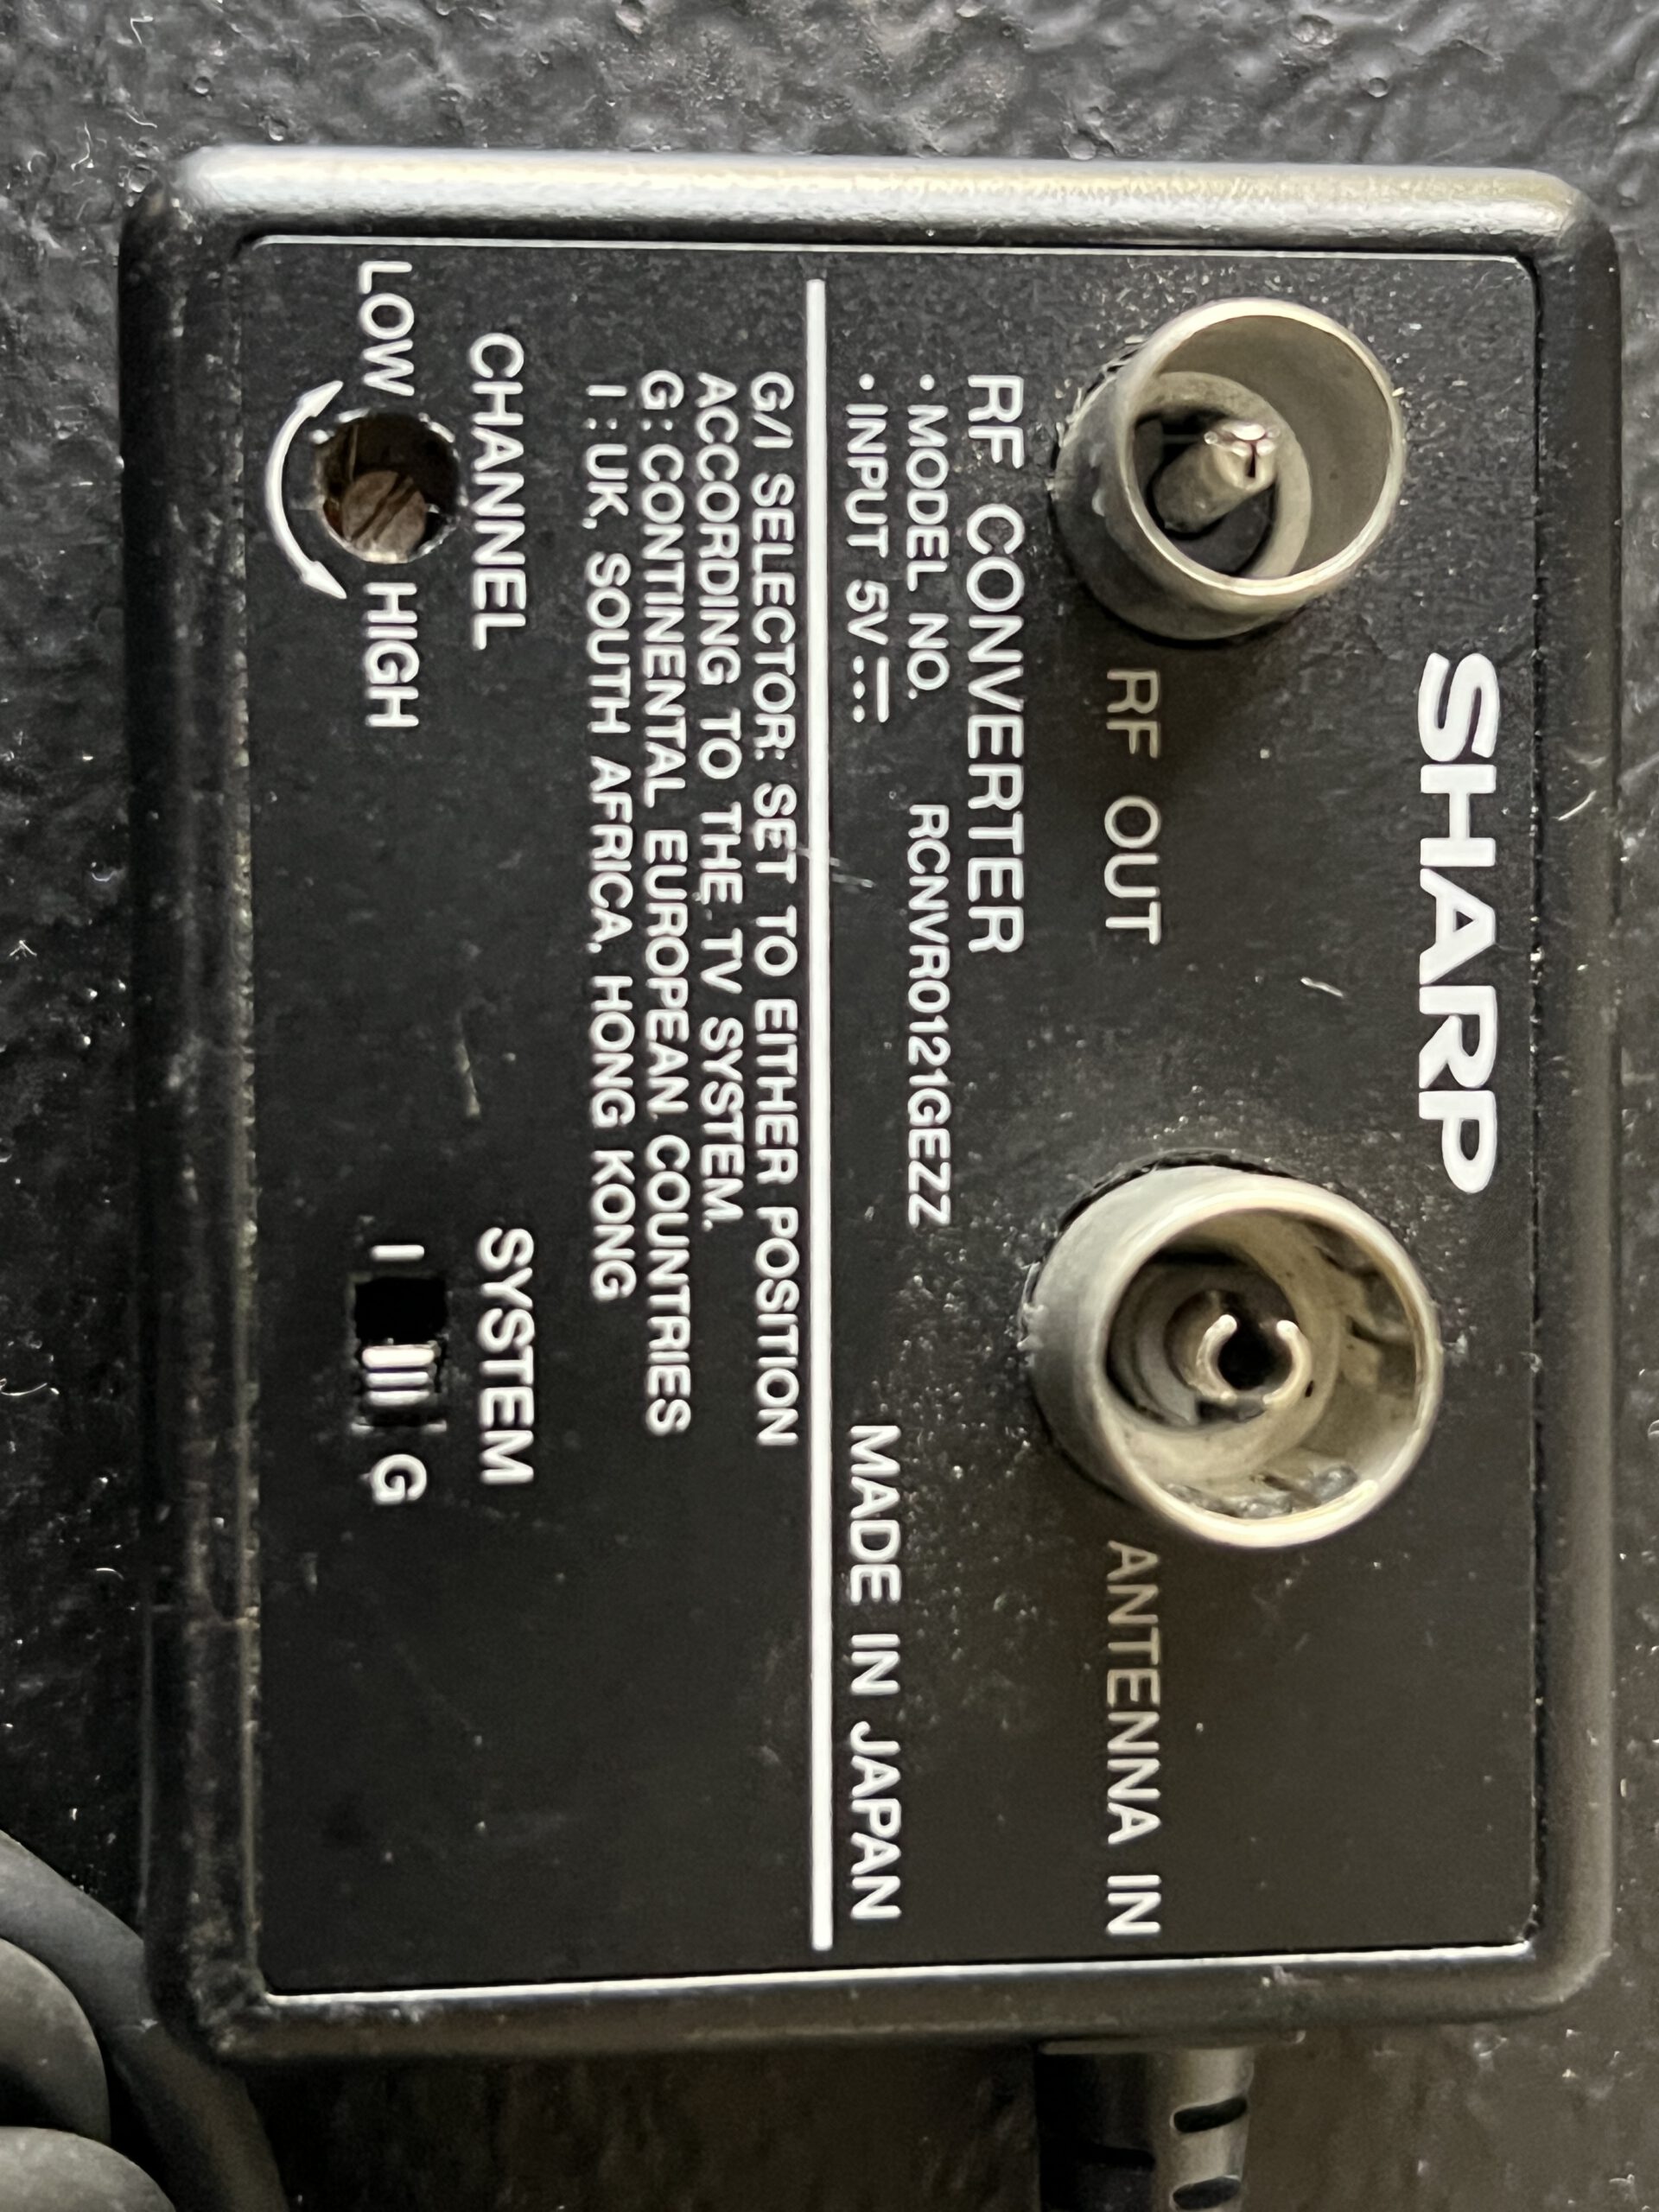 SHARP
RF OUT
ANTENNA IN
RF CONVERTER
• MODEL NO. RCNVR0121GEZZ
• INPUT 5V ⎓
MADE IN JAPAN
G/I SELECTOR: SET TO EITHER POSITION
ACCORDING TO THE TV SYSTEM.
G: CONTINENTAL EUROPEAN COUNTRIES
I : UK, SOUTH AFRICA, HONG KONG
CHANNEL
LOW HIGH
SYSTEM
I G